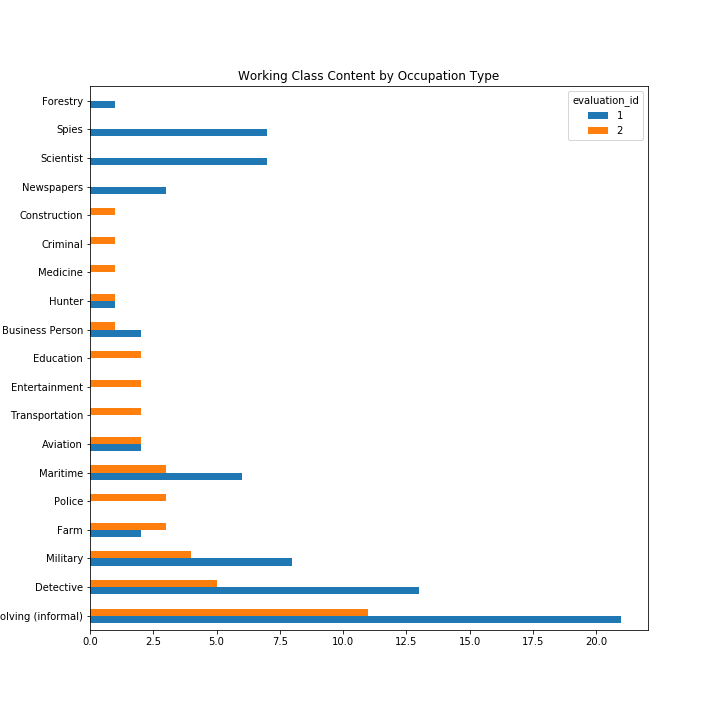 Working Class Content by Occupation Type
evaluation_id
1
2
Forestry
Spies
Scientist
Newspapers
Construction
Criminal
Medicine
Hunter
Business Person
Education
Entertainment
Transportation
Aviation
Maritime
Police
Farm
Military
Detective
olving (informal)
0.0 2.5 5.0 7.5 10.0 12.5 15.0 17.5 20.0